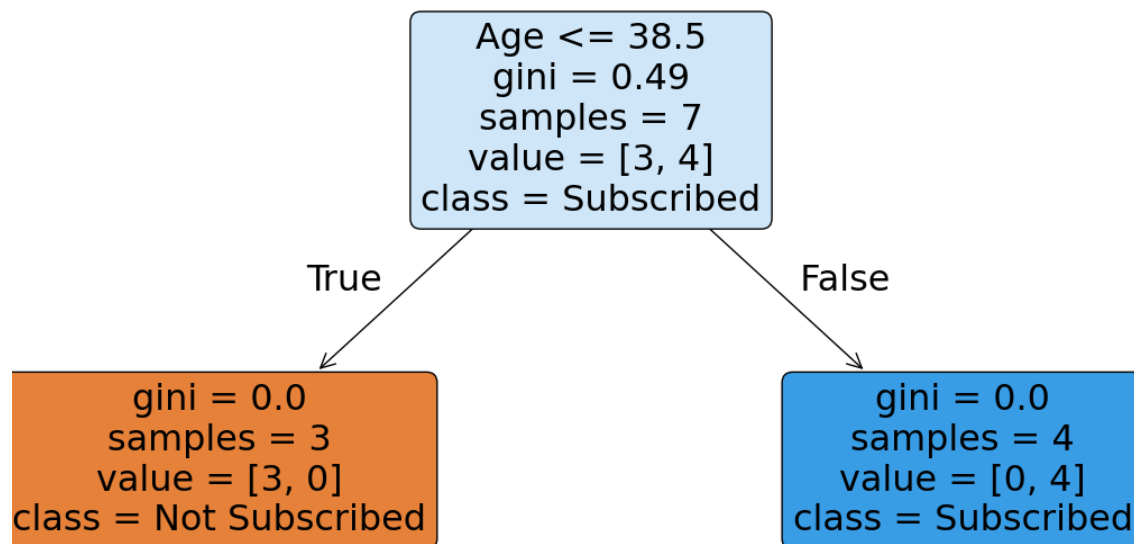 Age <= 38.5
gini = 0.49
samples = 7
value = [3, 4]
class = Subscribed
True
False
gini = 0.0
samples = 3
value = [3, 0]
class = Not Subscribed
gini = 0.0
samples = 4
value = [0, 4]
class = Subscribed